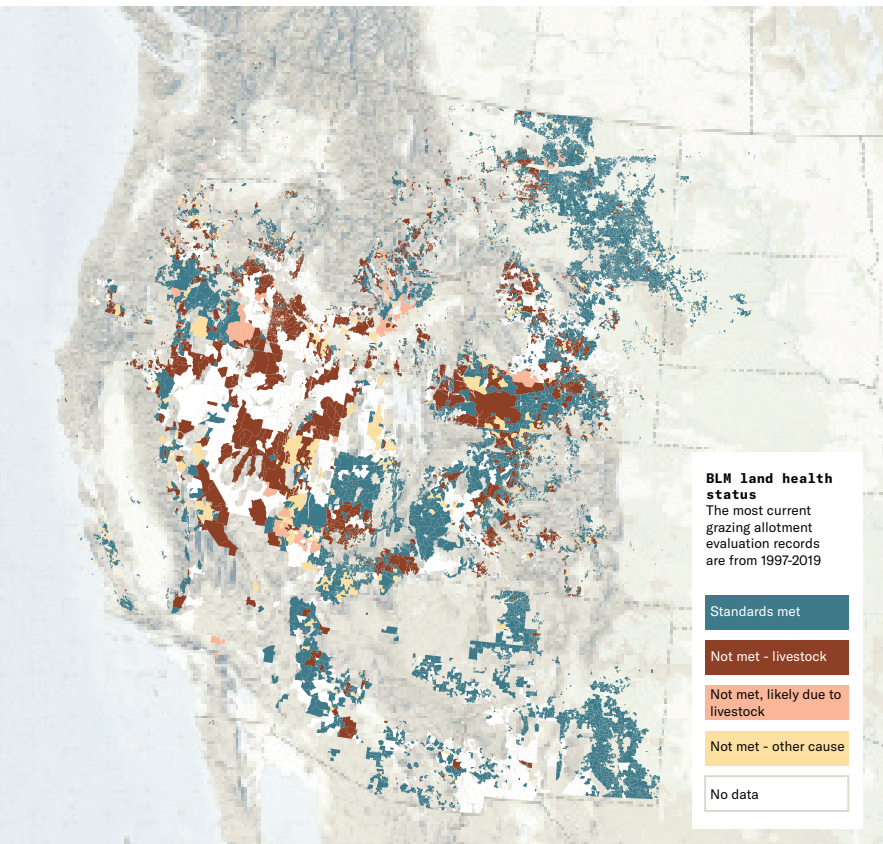 BLM land health
status
The most current
grazing allotment
evaluation records
are from 1997-2019
Standards met
Not met - livestock
Not met, likely due to
livestock
Not met - other cause
No data